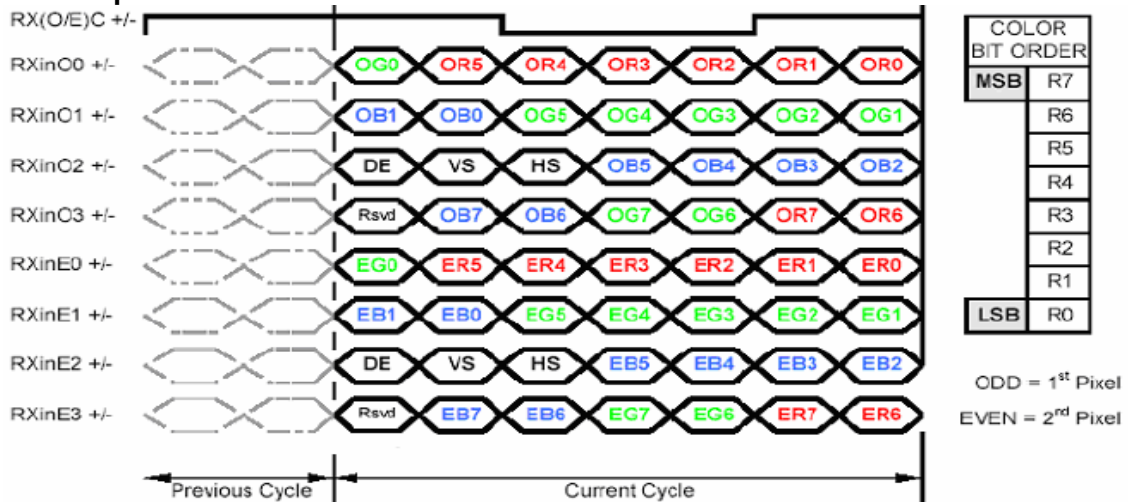 RX(O/E)C +/-
RXinO0 +/- OG0 OR5 OR4 OR3 OR2 OR1 OR0
RXinO1 +/- OB1 OB0 OG5 OG4 OG3 OG2 OG1
RXinO2 +/- DE VS HS OB5 OB4 OB3 OB2
RXinO3 +/- Rsvd OB7 OB6 OG7 OG6 OR7 OR6
RXinE0 +/- EG0 ER5 ER4 ER3 ER2 ER1 ER0
RXinE1 +/- EB1 EB0 EG5 EG4 EG3 EG2 EG1
RXinE2 +/- DE VS HS EB5 EB4 EB3 EB2
RXinE3 +/- Rsvd EB7 EB6 EG7 EG6 ER7 ER6
Previous Cycle Current Cycle
COLOR
BIT ORDER
MSB R7
R6
R5
R4
R3
R2
R1
LSB R0
ODD = 1st Pixel
EVEN = 2nd Pixel